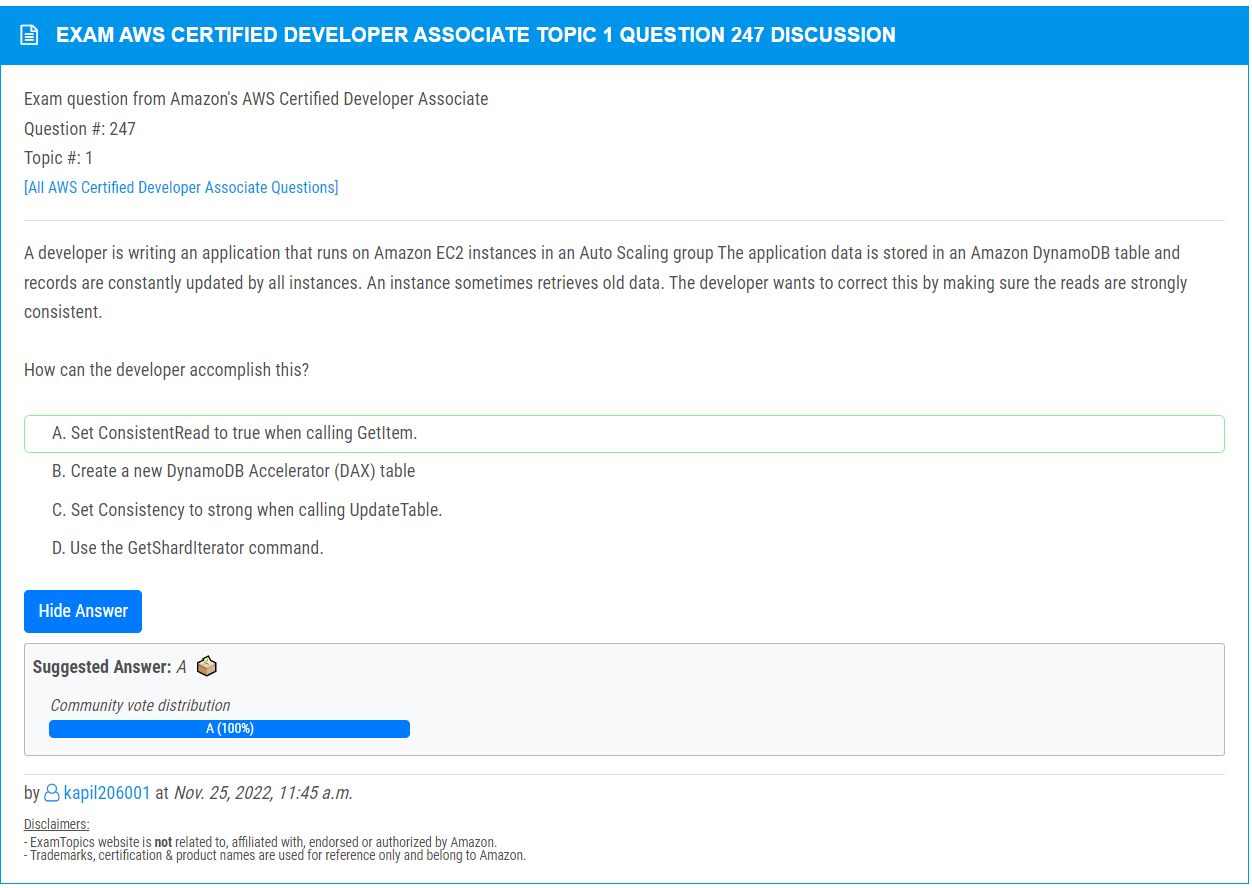 EXAM AWS CERTIFIED DEVELOPER ASSOCIATE TOPIC 1 QUESTION 247 DISCUSSION
Exam question from Amazon's AWS Certified Developer Associate
Question #: 247
Topic #: 1
[All AWS Certified Developer Associate Questions]
A developer is writing an application that runs on Amazon EC2 instances in an Auto Scaling group The application data is stored in an Amazon DynamoDB table and
records are constantly updated by all instances. An instance sometimes retrieves old data. The developer wants to correct this by making sure the reads are strongly
consistent.
How can the developer accomplish this?
A. Set ConsistentRead to true when calling GetItem.
B. Create a new DynamoDB Accelerator (DAX) table
C. Set Consistency to strong when calling UpdateTable.
D. Use the GetShardIterator command.
Hide Answer
Suggested Answer: A
Community vote distribution
A (100%)
by kapil206001 at Nov. 25, 2022, 11:45 a.m.
Disclaimers:
- ExamTopics website is not related to, affiliated with, endorsed or authorized by Amazon.
- Trademarks, certification & product names are used for reference only and belong to Amazon.